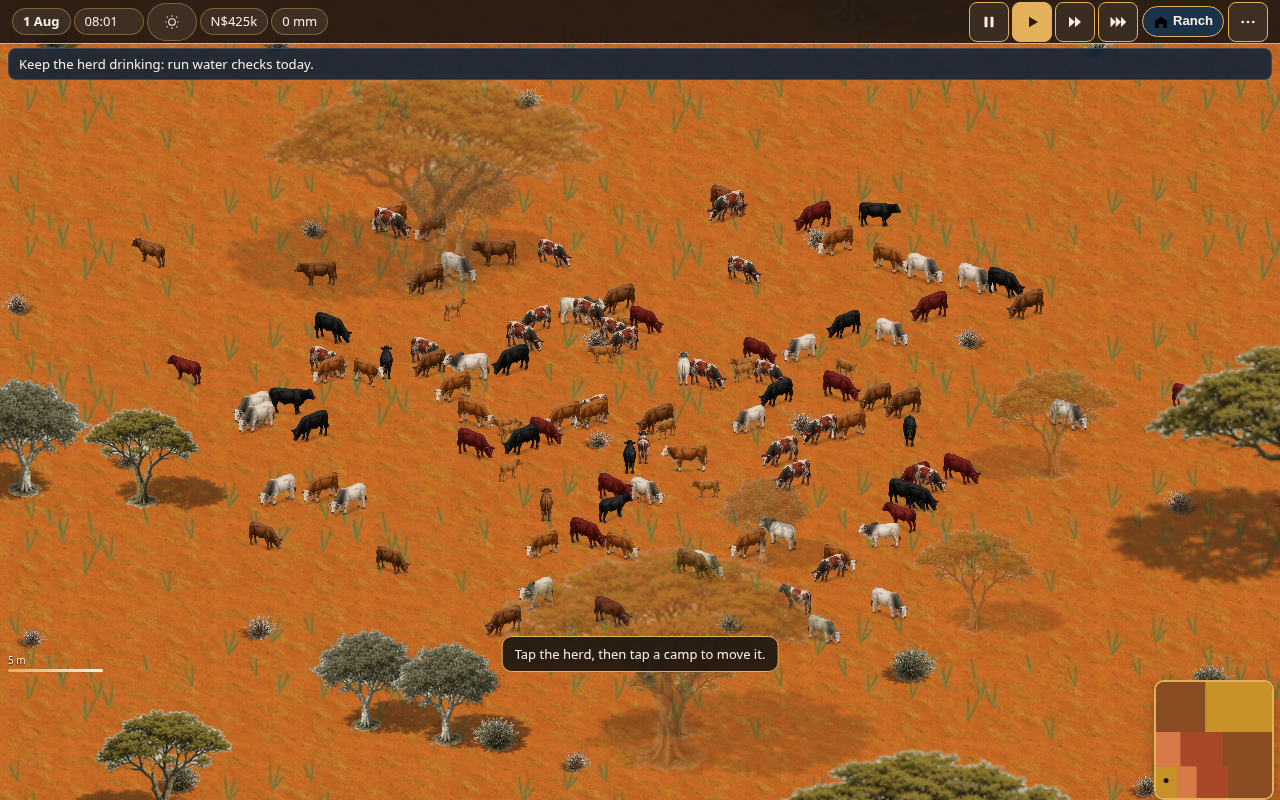 1 Aug
08:01
N$425k
0 mm
Ranch
Keep the herd drinking: run water checks today.
Tap the herd, then tap a camp to move it.
5 m